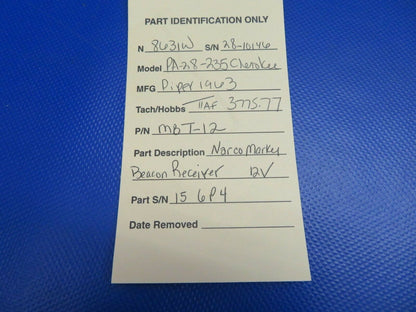 PART IDENTIFICATION ONLY
N 8631W S/N 28-10146
Model PA28-235 Cherokee
MFG Piper 1963
Tach/Hobbs TTAF 3775.77
P/N MBT-12
Part Description Narco Marker
Beacon Receiver 12V
Part S/N 15 6P4
Date Removed